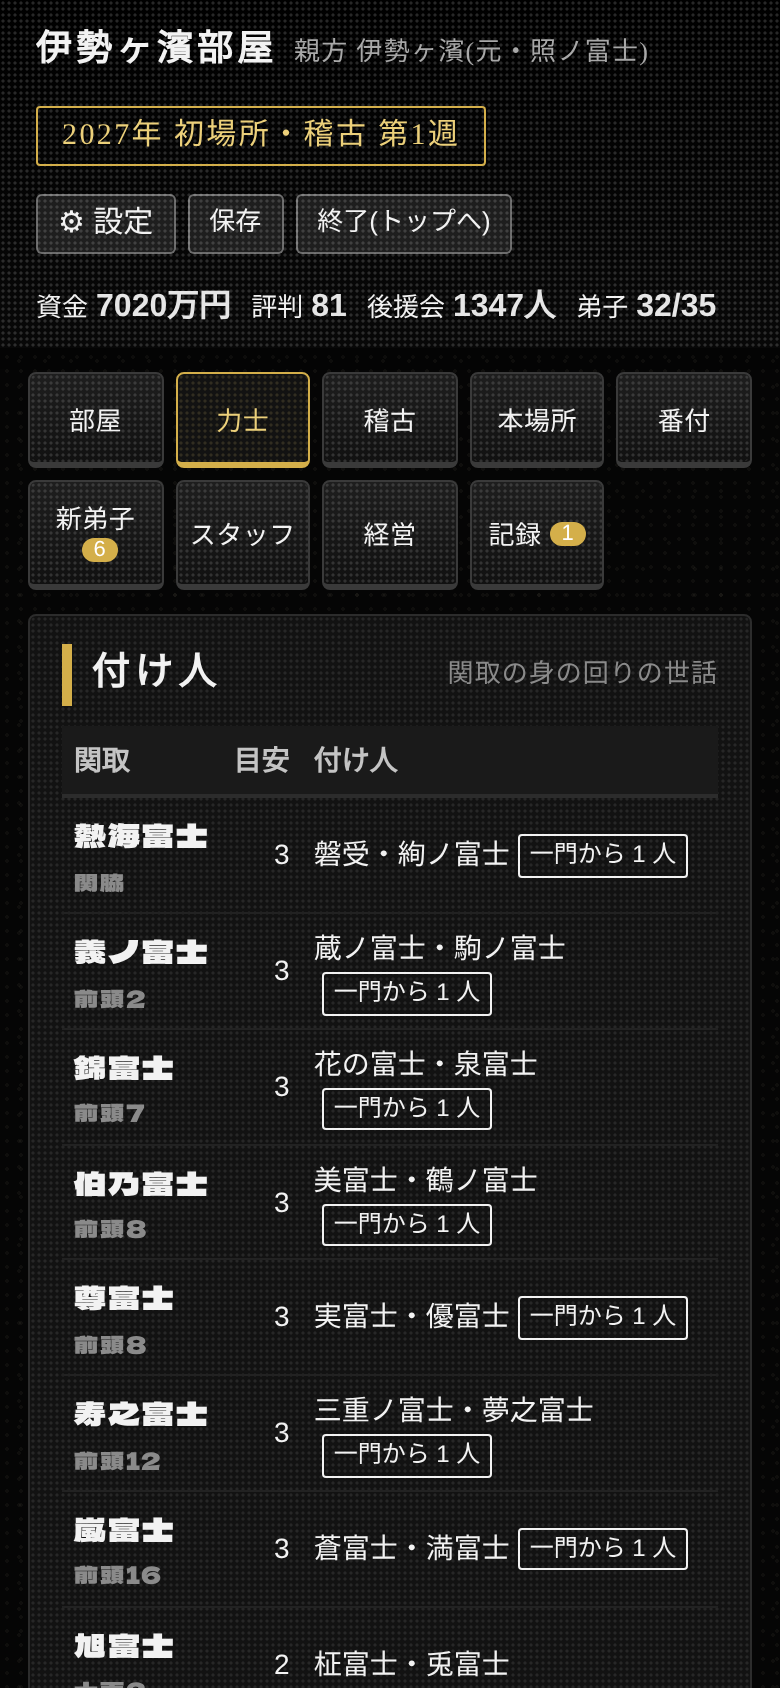 伊勢ヶ濱部屋 親方 伊勢ヶ濱(元・照ノ富士)
2027年 初場所・稽古 第1週
⚙ 設定 保存 終了(トップへ)
資金 7020万円 評判 81 後援会 1347人 弟子 32/35
部屋 力士 稽古 本場所 番付
新弟子 6 スタッフ 経営 記録 1
付け人 関取の身の回りの世話
関取 目安 付け人
熱海富士 3 磐受・絢ノ富士 一門から 1 人
関脇
義ノ富士 3 蔵ノ富士・駒ノ富士
前頭2 一門から 1 人
錦富士 3 花の富士・泉富士
前頭7 一門から 1 人
伯乃富士 3 美富士・鶴ノ富士
前頭8 一門から 1 人
尊富士 3 実富士・優富士 一門から 1 人
前頭8
寿之富士 3 三重ノ富士・夢之富士
前頭12 一門から 1 人
嵐富士 3 蒼富士・満富士 一門から 1 人
前頭16
旭富士 2 柾富士・兎富士